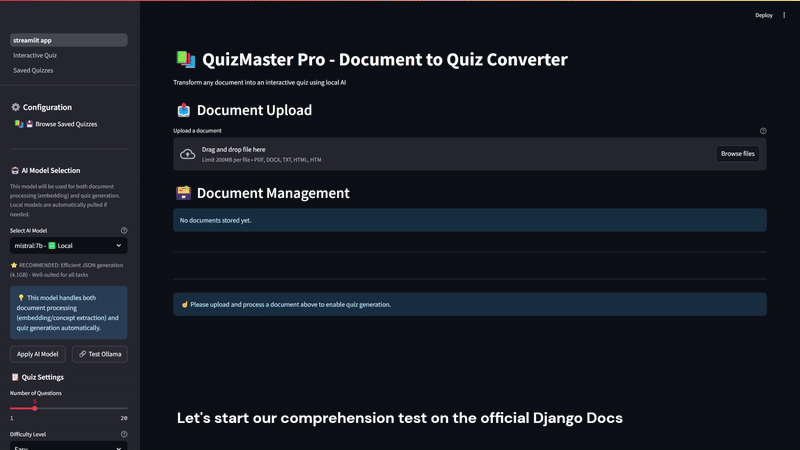 Deploy
streamlit app
Interactive Quiz
Saved Quizzes
Configuration
Browse Saved Quizzes
AI Model Selection
This model will be used for both document
processing (embedding) and quiz generation.
Local models are automatically pulled if
needed.
Select AI Model
mistral:7b - ✅ Local
RECOMMENDED: Efficient JSON generation
(4.1GB) - Well-suited for all tasks
This model handles both
document processing
(embedding/concept extraction) and
quiz generation automatically.
Apply AI Model
Test Ollama
Quiz Settings
Number of Questions
5
1
20
Difficulty Level
Easy
QuizMaster Pro - Document to Quiz Converter
Transform any document into an interactive quiz using local AI
Document Upload
Upload a document
Drag and drop file here
Limit 200MB per file • PDF, DOCX, TXT, HTML, HTM
Browse files
Document Management
No documents stored yet.
Please upload and process a document above to enable quiz generation.
Let's start our comprehension test on the official Django Docs